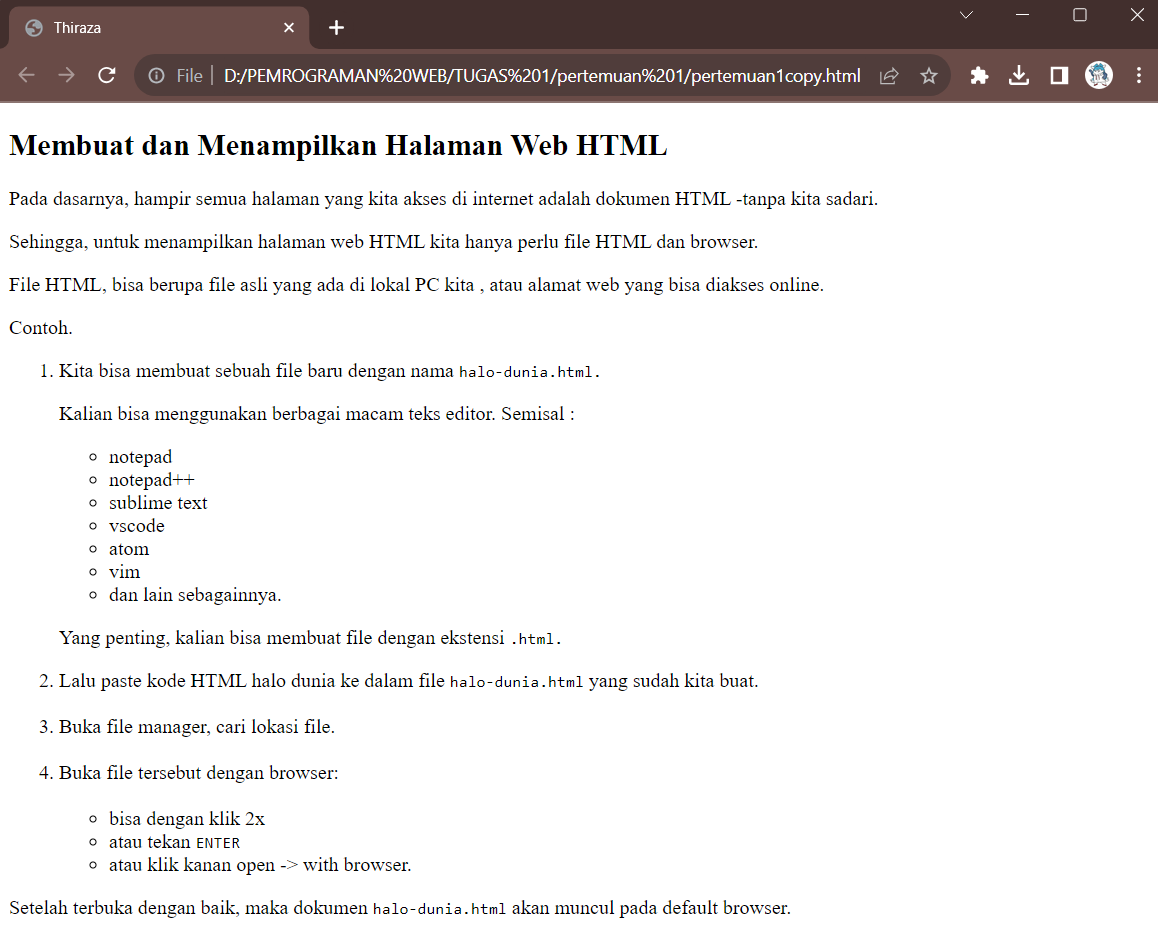 Thiraza
File
D:/PEMROGRAMAN%20WEB/TUGAS%201/pertemuan%201/pertemuan1copy.html
Membuat dan Menampilkan Halaman Web HTML
Pada dasarnya, hampir semua halaman yang kita akses di internet adalah dokumen HTML -tanpa kita sadari.
Sehingga, untuk menampilkan halaman web HTML kita hanya perlu file HTML dan browser.
File HTML, bisa berupa file asli yang ada di lokal PC kita , atau alamat web yang bisa diakses online.
Contoh.
1. Kita bisa membuat sebuah file baru dengan nama halo-dunia.html.
Kalian bisa menggunakan berbagai macam teks editor. Semisal :
notepad
notepad++
sublime text
vscode
atom
vim
dan lain sebagainnya.
Yang penting, kalian bisa membuat file dengan ekstensi .html.
2. Lalu paste kode HTML halo dunia ke dalam file halo-dunia.html yang sudah kita buat.
3. Buka file manager, cari lokasi file.
4. Buka file tersebut dengan browser:
bisa dengan klik 2x
atau tekan ENTER
atau klik kanan open -> with browser.
Setelah terbuka dengan baik, maka dokumen halo-dunia.html akan muncul pada default browser.